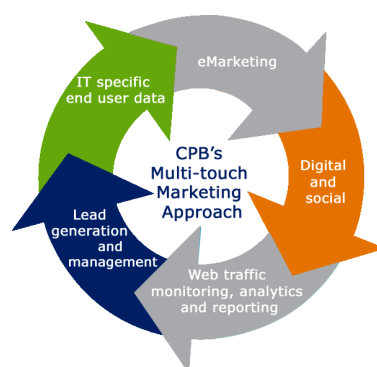 CPB's
Multi-touch
Marketing
Approach
eMarketing
Digital
and
social
Web traffic
monitoring, analytics
and reporting
Lead
generation
and
management
IT specific
end user data